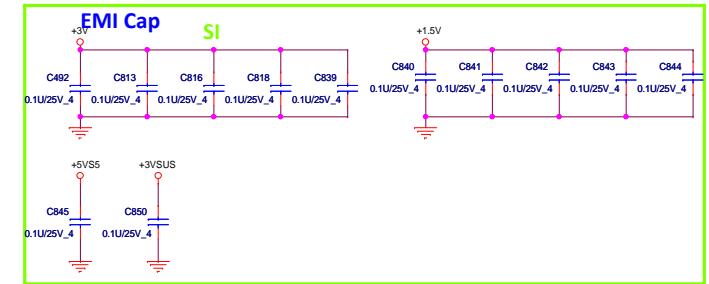 EMI Cap
SI
+3V
+1.5V
C492 C813 C816 C818 C839
0.1U/25V_4 0.1U/25V_4 0.1U/25V_4 0.1U/25V_4 0.1U/25V_4
C840 C841 C842 C843 C844
0.1U/25V_4 0.1U/25V_4 0.1U/25V_4 0.1U/25V_4 0.1U/25V_4
+5VS5 +3VSUS
C845 C850
0.1U/25V_4 0.1U/25V_4